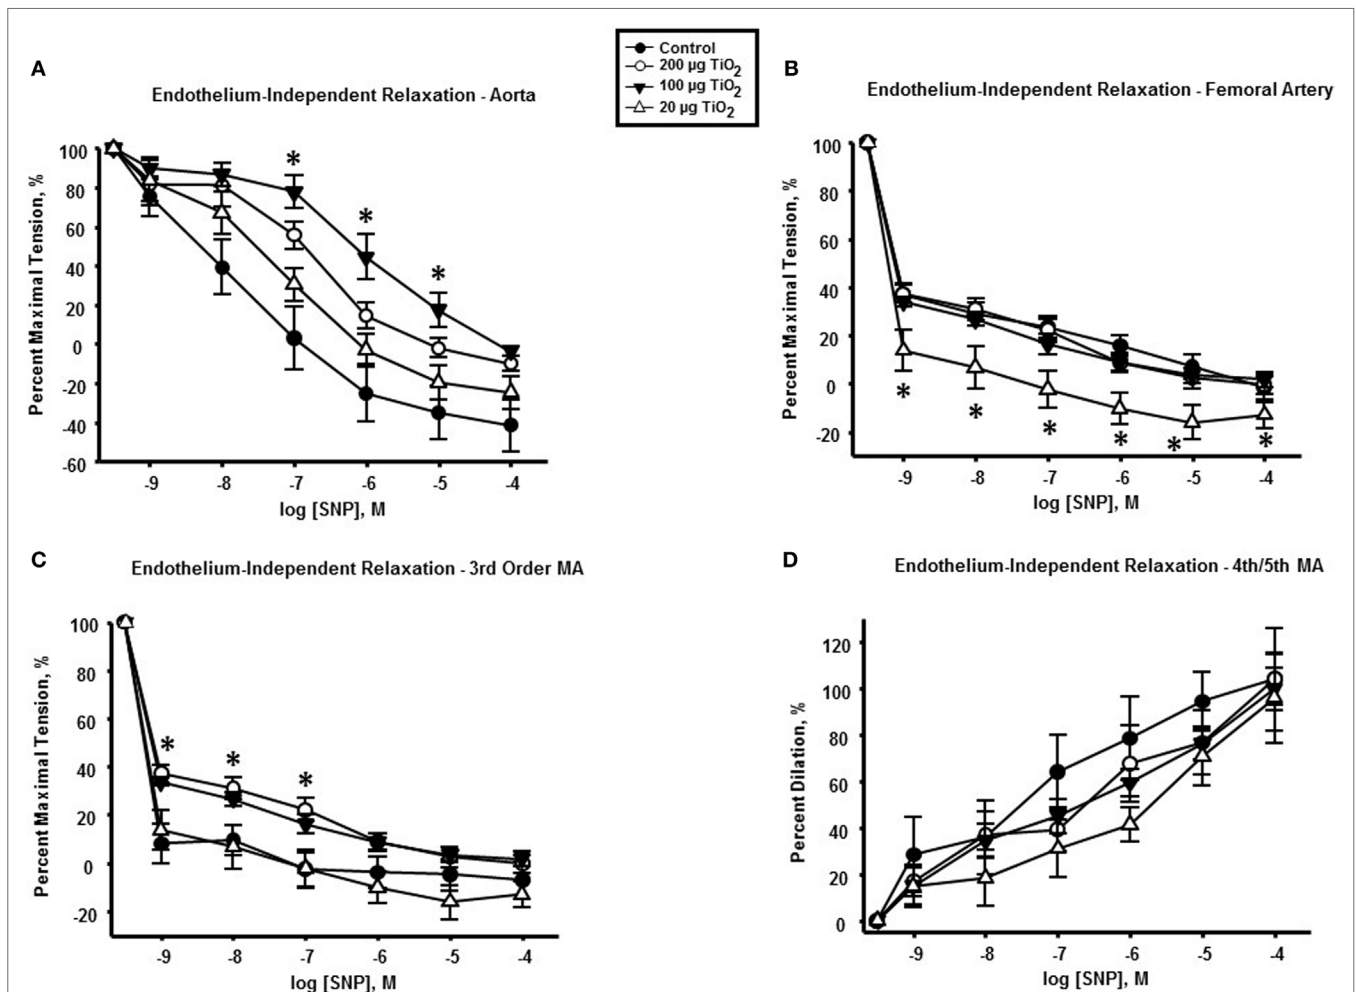 Control
200 µg TiO2
100 µg TiO2
20 µg TiO2
A
Endothelium-Independent Relaxation - Aorta
Percent Maximal Tension, %
100
80
60
40
20
0
-20
-40
-60
* * *
-9 -8 -7 -6 -5 -4
log [SNP], M
B
Endothelium-Independent Relaxation - Femoral Artery
Percent Maximal Tension, %
100
80
60
40
20
0
-20
* * * * * *
-9 -8 -7 -6 -5 -4
log [SNP], M
C
Endothelium-Independent Relaxation - 3rd Order MA
Percent Maximal Tension, %
100
80
60
40
20
0
-20
* * *
-9 -8 -7 -6 -5 -4
log [SNP], M
D
Endothelium-Independent Relaxation - 4th/5th MA
Percent Dilation, %
120
100
80
60
40
20
0
-9 -8 -7 -6 -5 -4
log [SNP], M